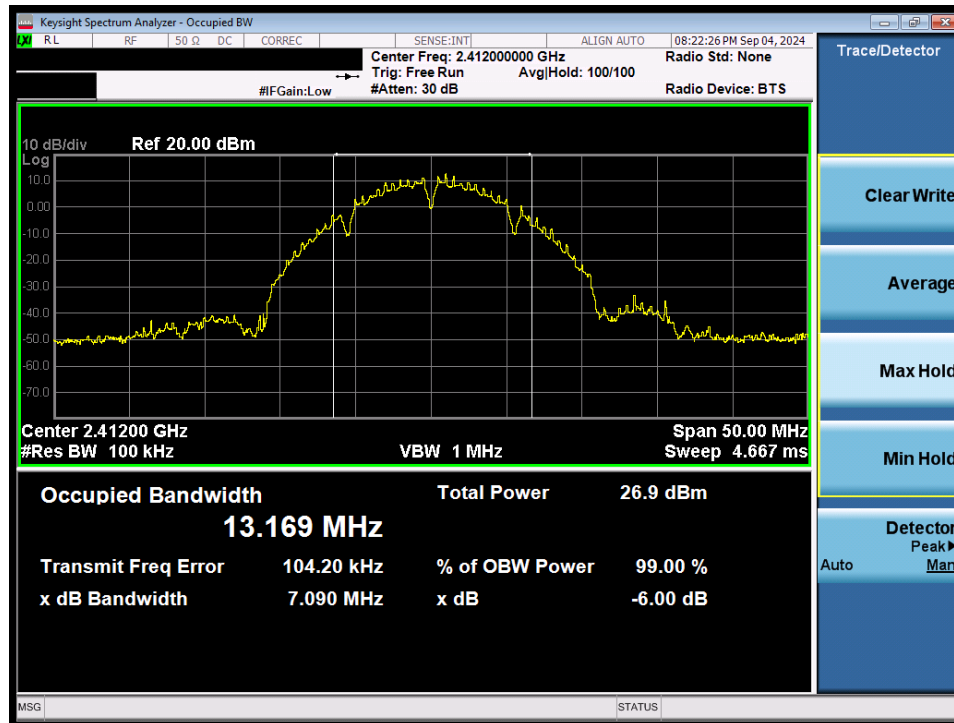 Keysight Spectrum Analyzer - Occupied BW
LXI RL RF 50 Ω DC CORREC SENSE:INT ALIGN AUTO 08:22:26 PM Sep 04, 2024
Center Freq: 2.412000000 GHz Radio Std: None
Trig: Free Run Avg|Hold: 100/100
#IFGain:Low #Atten: 30 dB Radio Device: BTS
Trace/Detector
10 dB/div Ref 20.00 dBm
Log
10.0
0.00
-10.0
-20.0
-30.0
-40.0
-50.0
-60.0
-70.0
Center 2.41200 GHz Span 50.00 MHz
#Res BW 100 kHz VBW 1 MHz Sweep 4.667 ms
Occupied Bandwidth Total Power 26.9 dBm
13.169 MHz
Transmit Freq Error 104.20 kHz % of OBW Power 99.00 %
x dB Bandwidth 7.090 MHz x dB -6.00 dB
Clear Write
Average
Max Hold
Min Hold
Detector
Peak
Auto Man
MSG STATUS